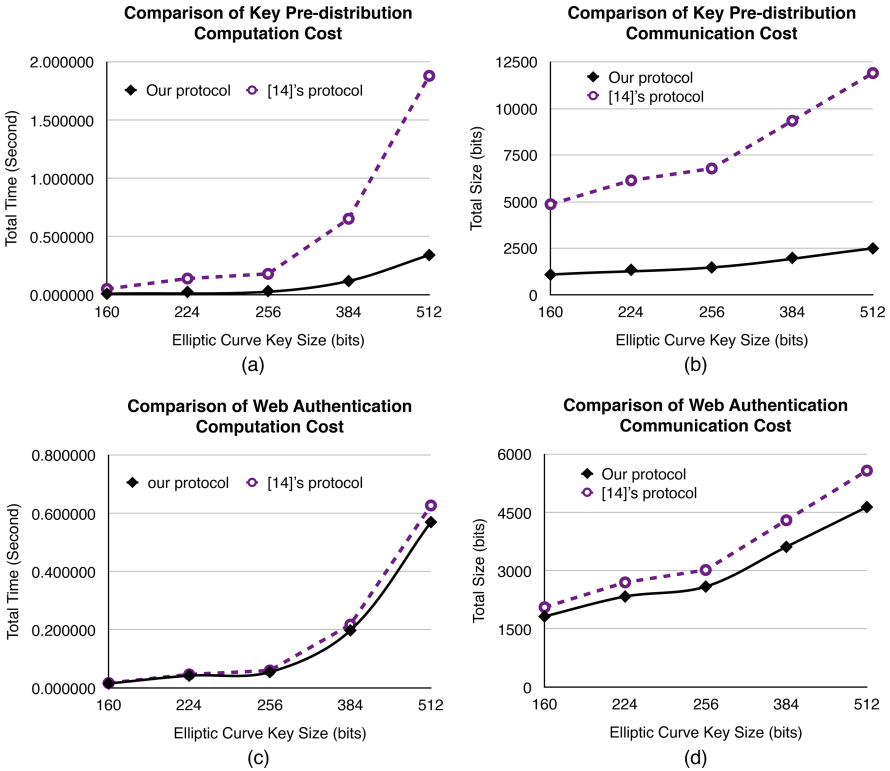 Comparison of Key Pre-distribution
Computation Cost
2.000000
1.500000
1.000000
0.500000
0.000000
Total Time (Second)
Our protocol
[14]'s protocol
160
224
256
384
512
Elliptic Curve Key Size (bits)
(a)
Comparison of Key Pre-distribution
Communication Cost
12500
10000
7500
5000
2500
0
Total Size (bits)
Our protocol
[14]'s protocol
160
224
256
384
512
Elliptic Curve Key Size (bits)
(b)
Comparison of Web Authentication
Computation Cost
0.800000
0.600000
0.400000
0.200000
0.000000
Total Time (Second)
our protocol
[14]'s protocol
160
224
256
384
512
Elliptic Curve Key Size (bits)
(c)
Comparison of Web Authentication
Communication Cost
6000
4500
3000
1500
0
Total Size (bits)
Our protocol
[14]'s protocol
160
224
256
384
512
Elliptic Curve Key Size (bits)
(d)